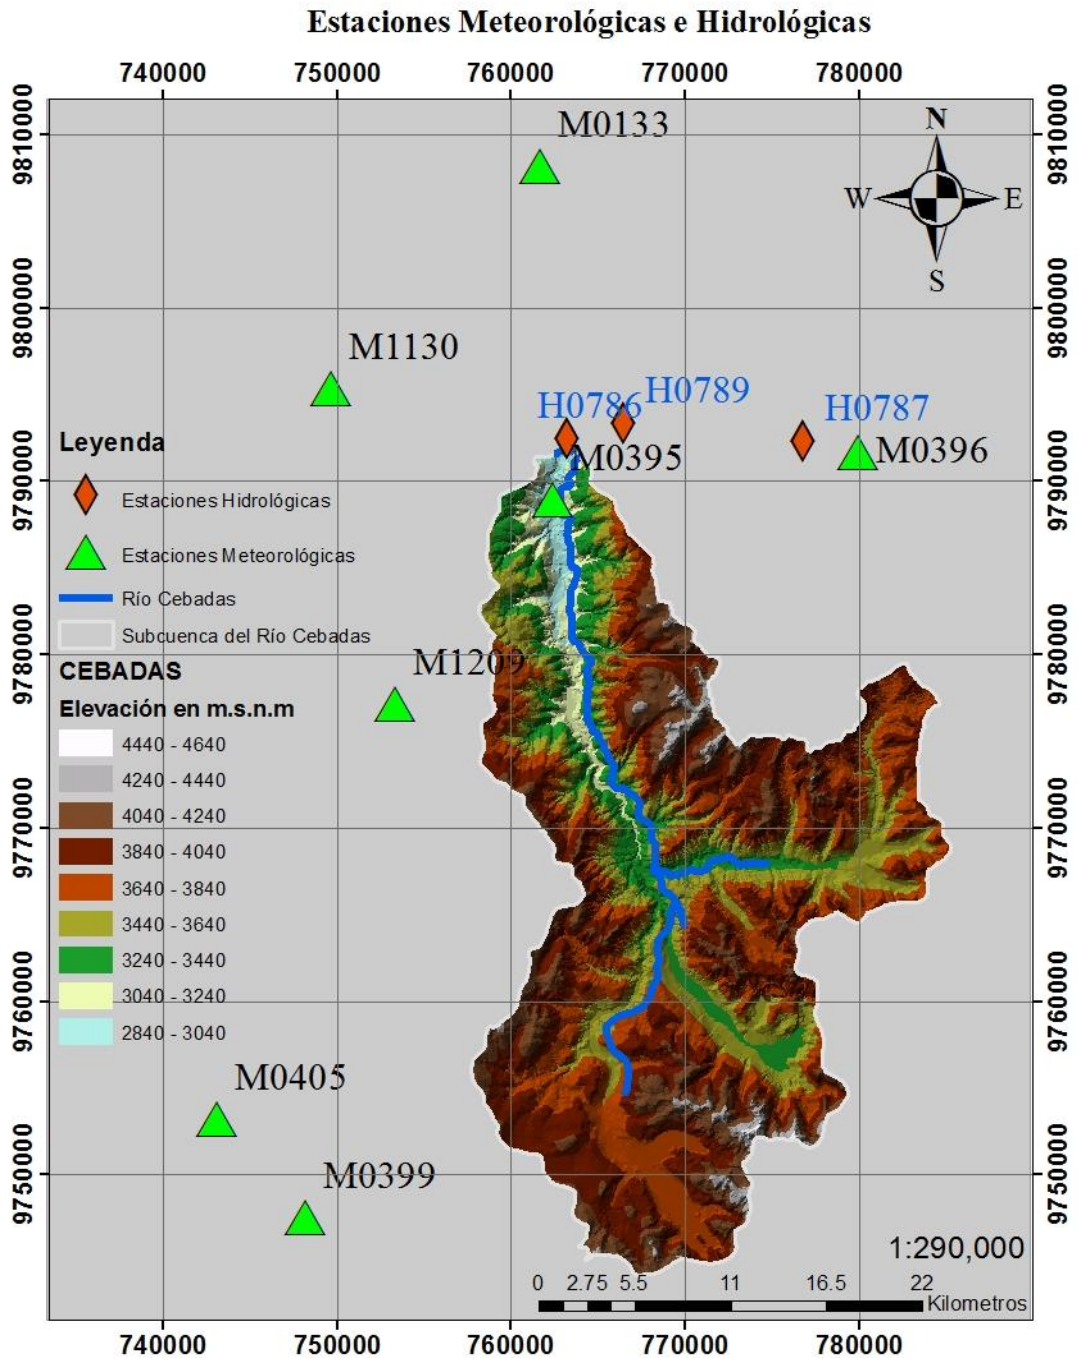 Estaciones Meteorológicas e Hidrológicas
740000 750000 760000 770000 780000
9810000
9810000
M0133
N
W E
S
9800000
9800000
M1130
H0786
H0789
H0787
M0395
M0396
9790000
9790000
Leyenda
Estaciones Hidrológicas
Estaciones Meteorológicas
Río Cebadas
Subcuenca del Río Cebadas
CEBADAS
Elevación en m.s.n.m
4440 - 4640
4240 - 4440
4040 - 4240
3840 - 4040
3640 - 3840
3440 - 3640
3240 - 3440
3040 - 3240
2840 - 3040
9780000
9780000
M1209
9770000
9770000
9760000
9760000
M0405
M0399
9750000
9750000
1:290,000
0 2.75 5.5 11 16.5 22
Kilometros
740000 750000 760000 770000 780000